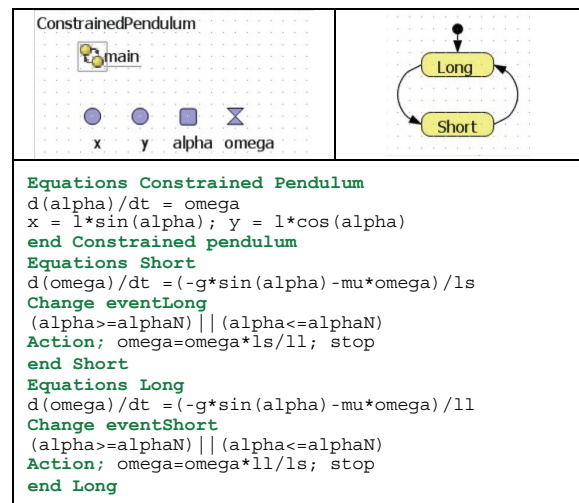 ConstrainedPendulum
main
x y alpha omega
Long
Short
Equations Constrained Pendulum
d(alpha)/dt = omega
x = l*sin(alpha); y = l*cos(alpha)
end Constrained pendulum
Equations Short
d(omega)/dt =(-g*sin(alpha)-mu*omega)/ls
Change eventLong
(alpha>=alphaN)||(alpha<=alphaN)
Action; omega=omega*ls/ll; stop
end Short
Equations Long
d(omega)/dt =(-g*sin(alpha)-mu*omega)/ll
Change eventShort
(alpha>=alphaN)||(alpha<=alphaN)
Action; omega=omega*ll/ls; stop
end Long